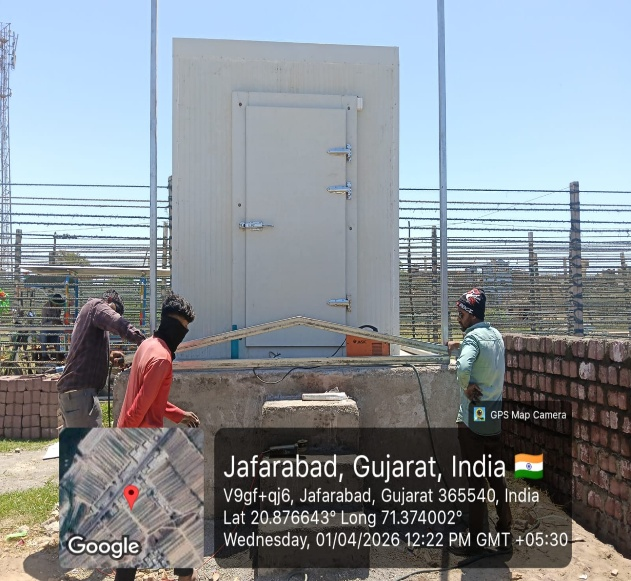 GPS Map Camera
Jafarabad, Gujarat, India
V9gf+qj6, Jafarabad, Gujarat 365540, India
Lat 20.876643° Long 71.374002°
Wednesday, 01/04/2026 12:22 PM GMT +05:30
Google